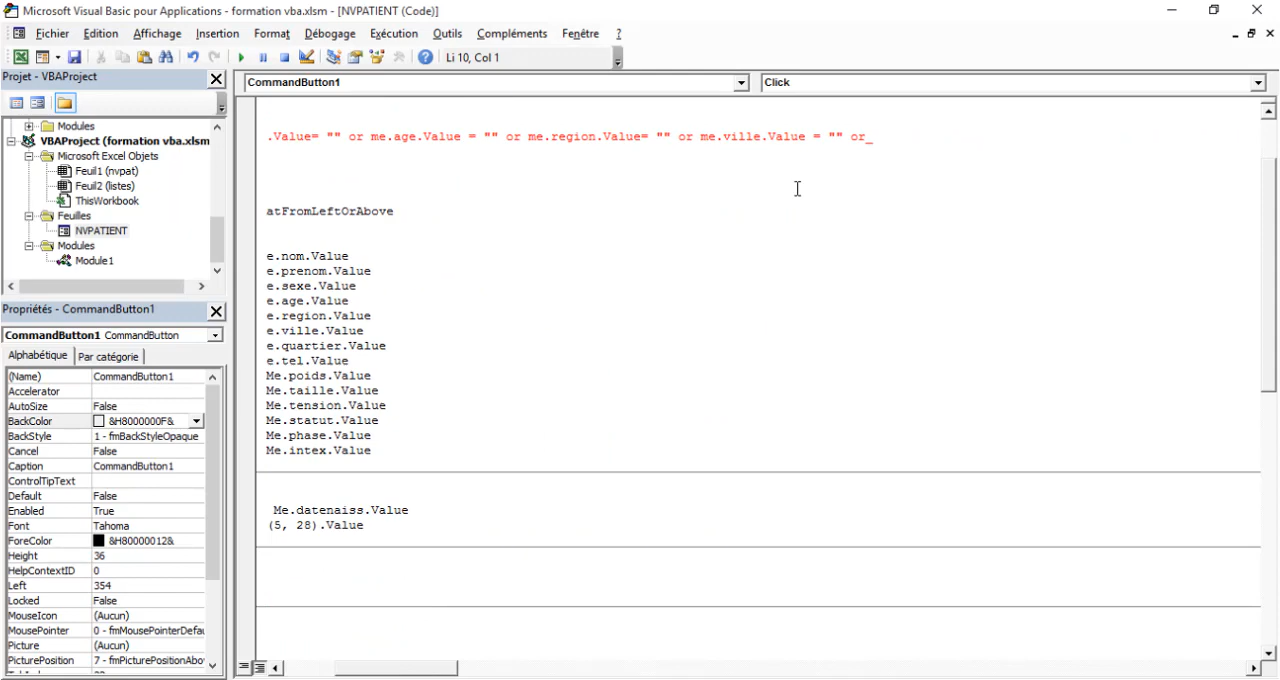 Microsoft Visual Basic pour Applications - formation vba.xlsm - [NVPATIENT (Code)]
Fichier Edition Affichage Insertion Format Débogage Exécution Outils Compléments Fenêtre ?
Li 10, Col 1
Projet - VBAProject
CommandButton1
Click
Modules
VBAProject (formation vba.xlsm
Microsoft Excel Objets
Feuil1 (nvpat)
Feuil2 (listes)
ThisWorkbook
Feuilles
NVPATIENT
Modules
Module1
Propriétés - CommandButton1
CommandButton1 CommandButton
Alphabétique Par catégorie
(Name) CommandButton1
Accelerator
AutoSize False
BackColor &H8000000F&
BackStyle 1 - fmBackStyleOpaque
Cancel False
Caption CommandButton1
ControlTipText
Default False
Enabled True
Font Tahoma
ForeColor &H80000012&
Height 36
HelpContextID 0
Left 354
Locked False
MouseIcon (Aucun)
MousePointer 0 - fmMousePointerDefau
Picture (Aucun)
PicturePosition 7 - fmPicturePositionAbov
.Value= "" or me.age.Value = "" or me.region.Value= "" or me.ville.Value = "" or_
atFromLeftOrAbove
e.nom.Value
e.prenom.Value
e.sexe.Value
e.age.Value
e.region.Value
e.ville.Value
e.quartier.Value
e.tel.Value
Me.poids.Value
Me.taille.Value
Me.tension.Value
Me.statut.Value
Me.phase.Value
Me.intex.Value
Me.datenaiss.Value
(5, 28).Value